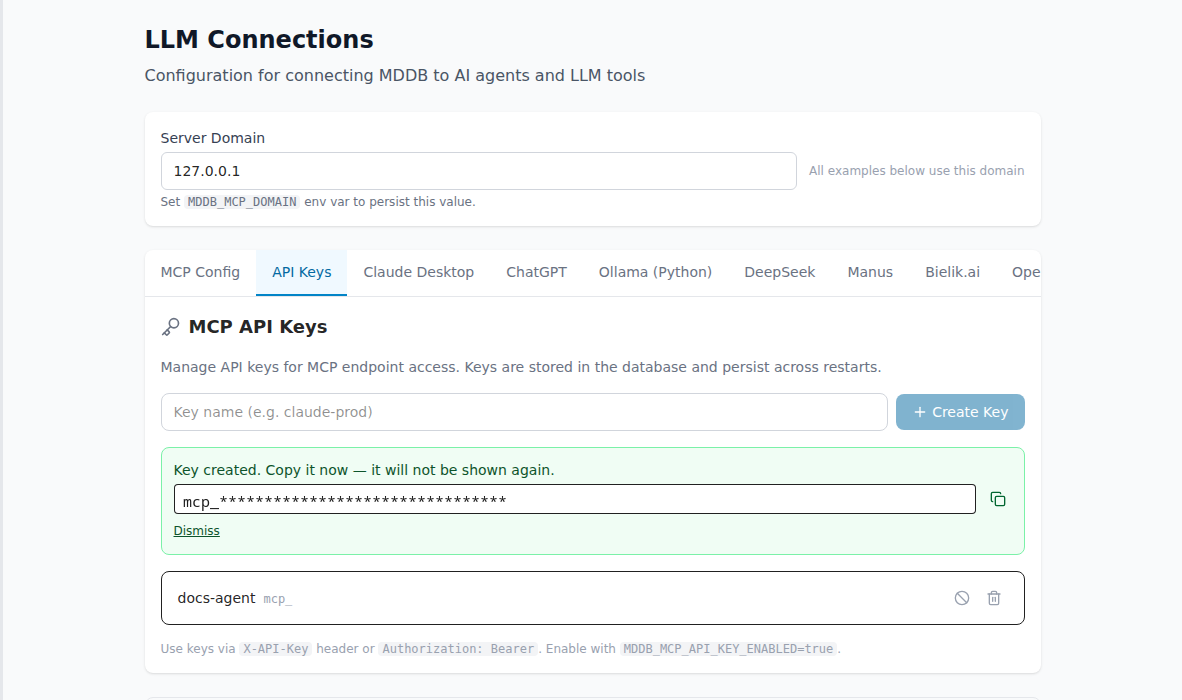 LLM Connections
Configuration for connecting MDDB to AI agents and LLM tools
Server Domain
127.0.0.1
All examples below use this domain
Set MDDB_MCP_DOMAIN env var to persist this value.
MCP Config API Keys Claude Desktop ChatGPT Ollama (Python) DeepSeek Manus Bielik.ai Ope
MCP API Keys
Manage API keys for MCP endpoint access. Keys are stored in the database and persist across restarts.
Key name (e.g. claude-prod)
+ Create Key
Key created. Copy it now — it will not be shown again.
mcp_********************************
Dismiss
docs-agent mcp_
Use keys via X-API-Key header or Authorization: Bearer. Enable with MDDB_MCP_API_KEY_ENABLED=true.